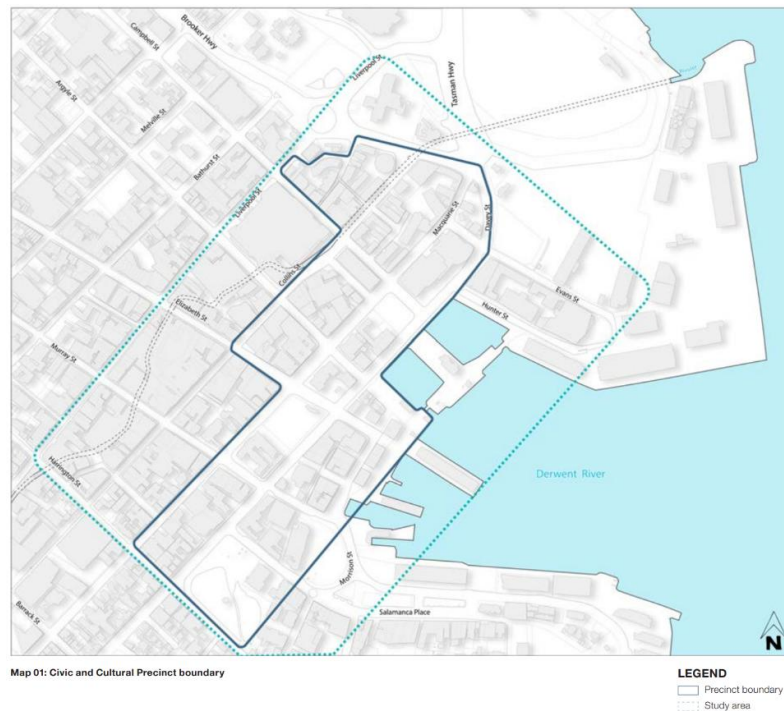 Brooker Hwy
Campbell St
Liverpool St
Tasman Hwy
Argyle St
Melville St
Bathurst St
Liverpool St
Macquarie St
Davey St
Collins St
Evans St
Elizabeth St
Hunter St
Murray St
Harrington St
Derwent River
Morrison St
Barrack St
Salamanca Place
N
Map 01: Civic and Cultural Precinct boundary
LEGEND
Precinct boundary
Study area